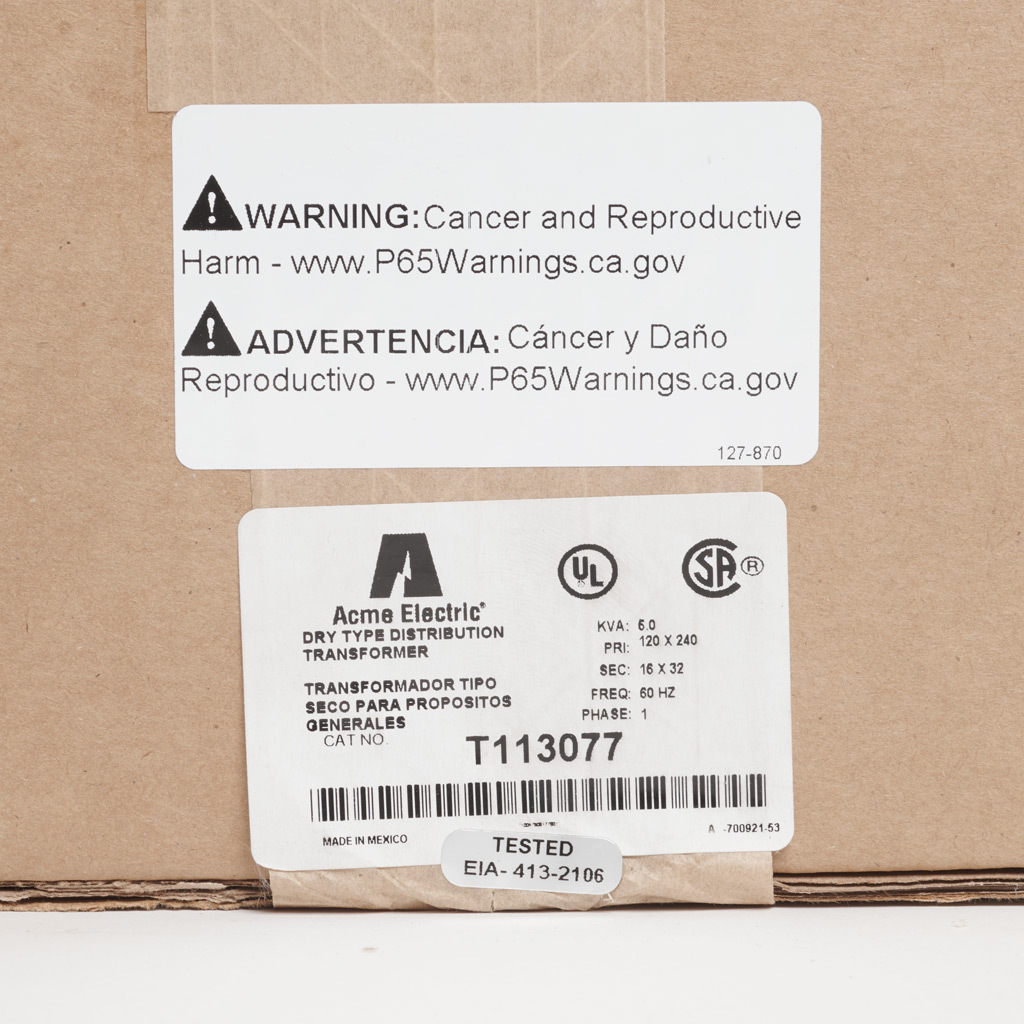 WARNING: Cancer and Reproductive
Harm - www.P65Warnings.ca.gov
ADVERTENCIA: Cáncer y Daño
Reproductivo - www.P65Warnings.ca.gov
127-870
Acme Electric®
DRY TYPE DISTRIBUTION
TRANSFORMER
TRANSFORMADOR TIPO
SECO PARA PROPOSITOS
GENERALES
CAT NO.
UL
SA ®
KVA: 5.0
PRI: 120 X 240
SEC: 16 X 32
FREQ: 60 HZ
PHASE: 1
T113077
MADE IN MEXICO
A -700921-53
TESTED
EIA- 413-2106